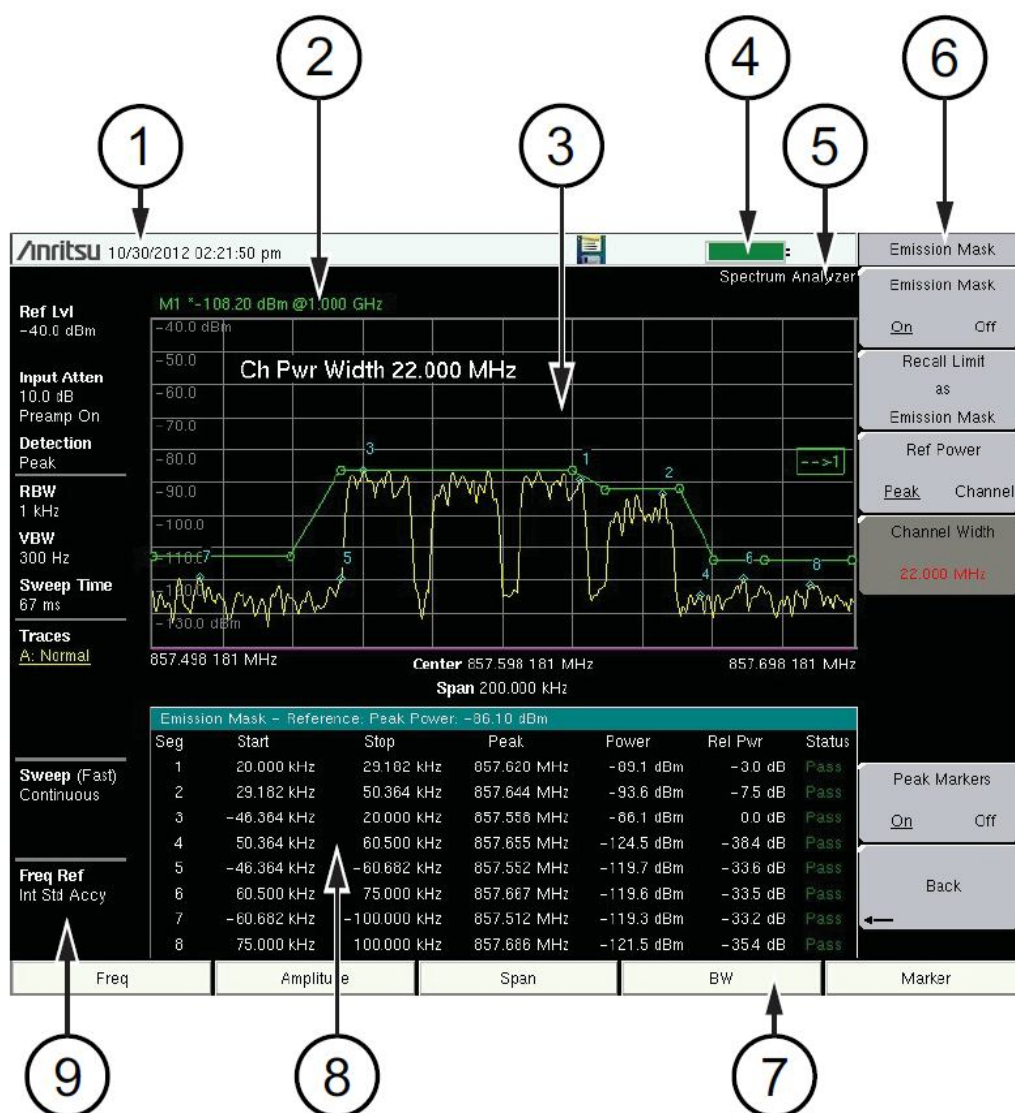 1
2
3
4
5
6
Anritsu 10/30/2012 02:21:50 pm
Spectrum Analyzer
M1 *-108.20 dBm @1.000 GHz
Ref Lvl
-40.0 dBm
Input Atten
10.0 dB
Preamp On
Detection
Peak
RBW
1 kHz
VBW
300 Hz
Sweep Time
67 ms
Traces
A: Normal
Sweep (Fast)
Continuous
Freq Ref
Int Std Accy
-40.0 dBm
-50.0
-60.0
-70.0
-80.0
-90.0
-100.0
-110.0
-120.0
-130.0 dBm
Ch Pwr Width 22.000 MHz
3
1
2
-->1
7
5
4
6
8
857.498 181 MHz
Center 857.598 181 MHz
857.698 181 MHz
Span 200.000 kHz
Emission Mask - Reference: Peak Power: -86.10 dBm
Seg Start Stop Peak Power Rel Pwr Status
1 20.000 kHz 29.182 kHz 857.620 MHz -89.1 dBm -3.0 dB Pass
2 29.182 kHz 50.364 kHz 857.644 MHz -93.6 dBm -7.5 dB Pass
3 -46.364 kHz 20.000 kHz 857.558 MHz -86.1 dBm 0.0 dB Pass
4 50.364 kHz 60.500 kHz 857.655 MHz -124.5 dBm -38.4 dB Pass
5 -46.364 kHz -60.682 kHz 857.552 MHz -119.7 dBm -33.6 dB Pass
6 60.500 kHz 75.000 kHz 857.667 MHz -119.6 dBm -33.5 dB Pass
7 -60.682 kHz -100.000 kHz 857.512 MHz -119.3 dBm -33.2 dB Pass
8 75.000 kHz 100.000 kHz 857.686 MHz -121.5 dBm -35.4 dB Pass
Emission Mask
Emission Mask
On Off
Recall Limit
as
Emission Mask
Ref Power
Peak Channel
Channel Width
22.000 MHz
Peak Markers
On Off
Back
Freq Amplitude Span BW Marker
9
8
7